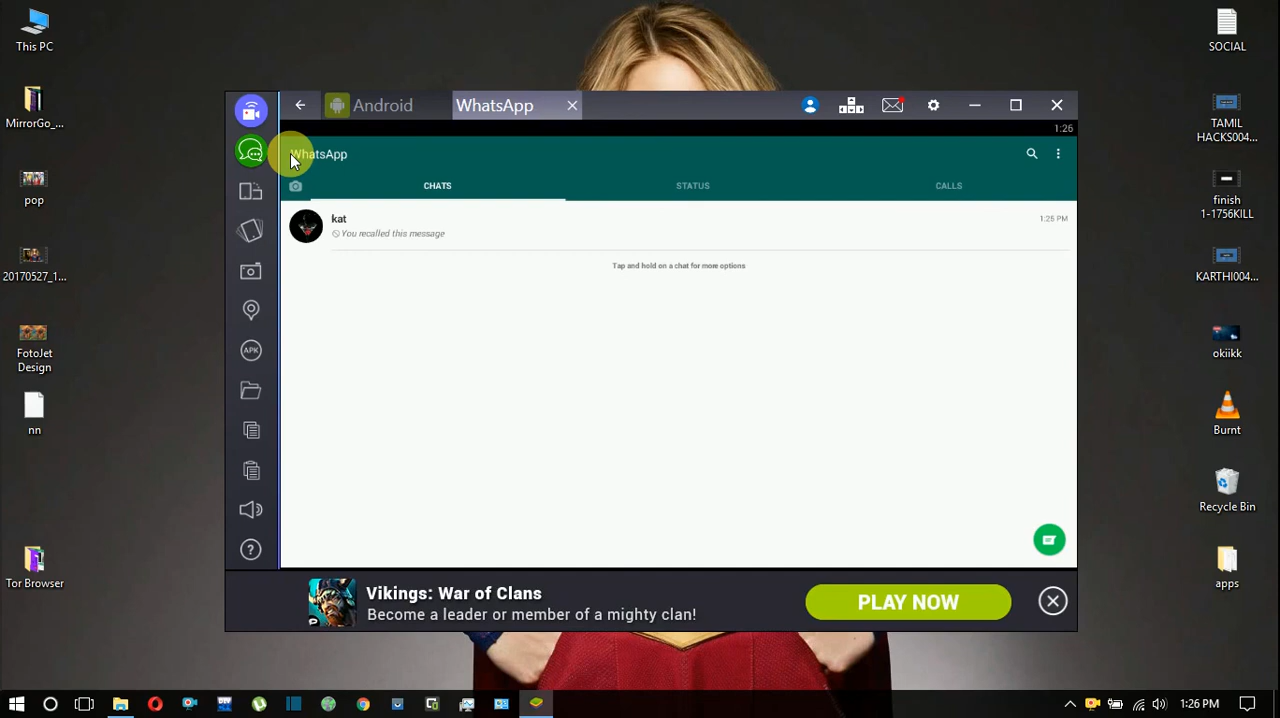 This PC
MirrorGo_...
pop
20170527_1...
FotoJet
Design
nn
Tor Browser
Android
WhatsApp
1:26
WhatsApp
CHATS
STATUS
CALLS
kat
1:25 PM
You recalled this message
Tap and hold on a chat for more options
APK
Vikings: War of Clans
Become a leader or member of a mighty clan!
PLAY NOW
SOCIAL
TAMIL
HACKS004...
finish
1-1756KILL
KARTHI004...
okiikk
Burnt
Recycle Bin
apps
1:26 PM